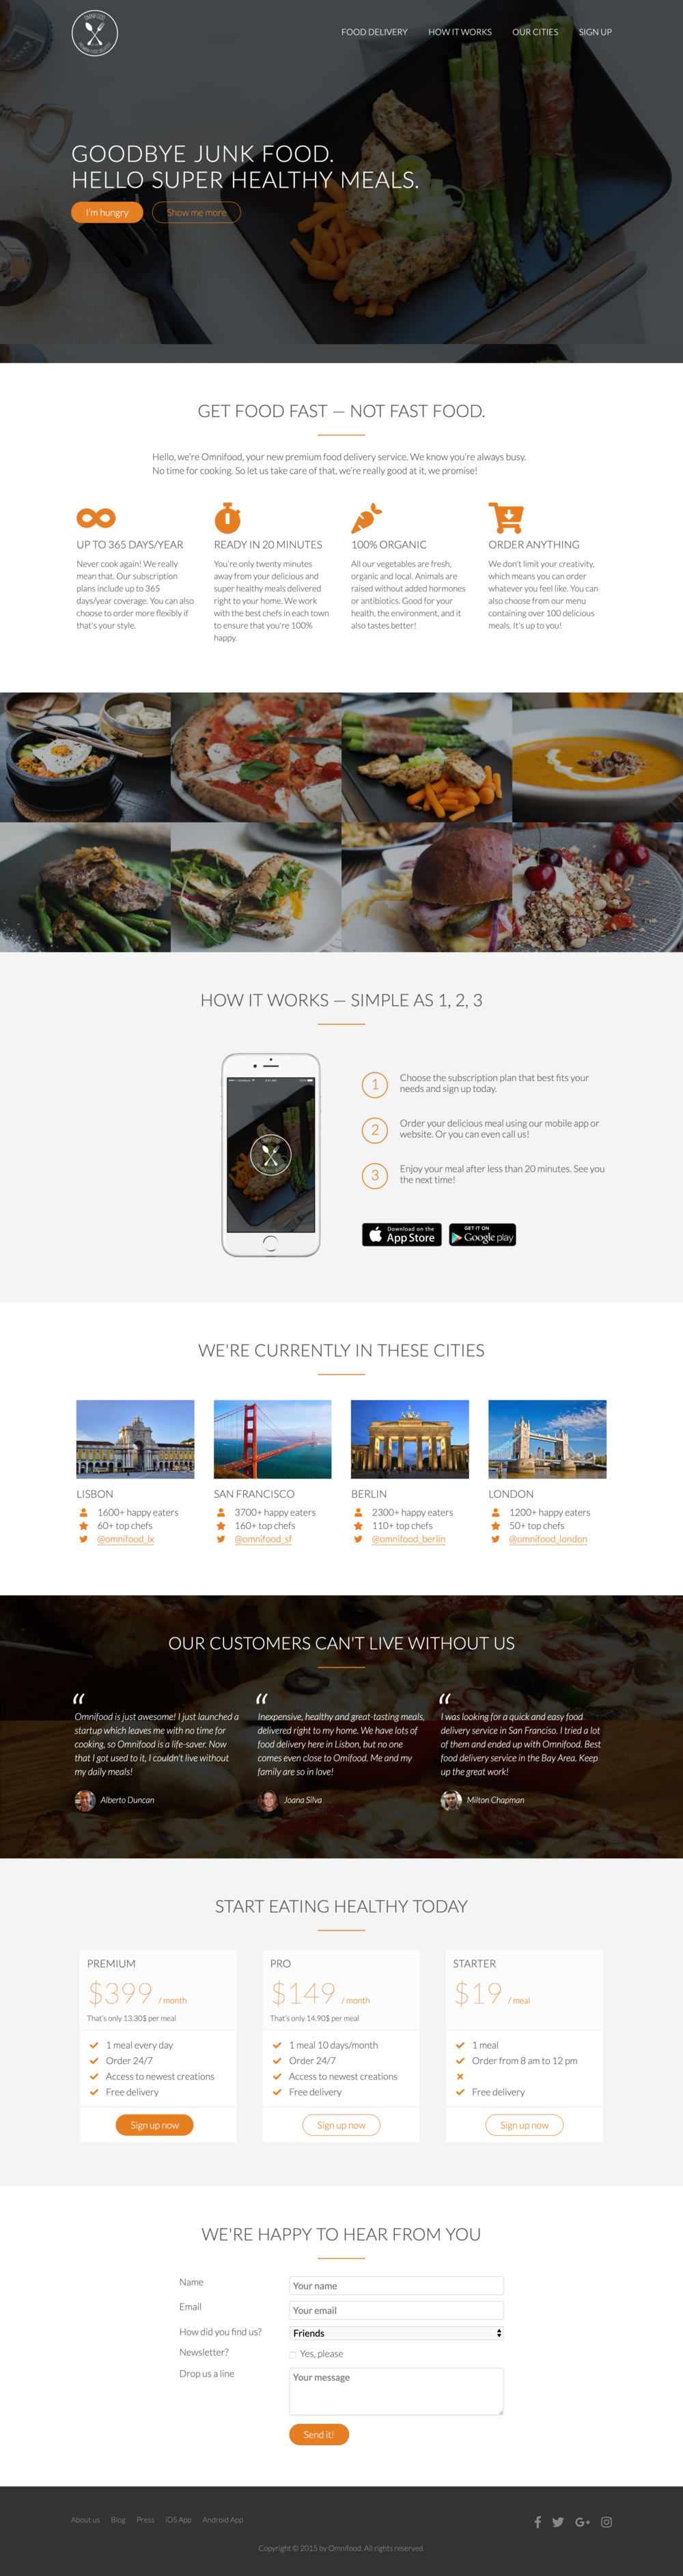 OMNIFOOD
FOOD DELIVERY HOW IT WORKS OUR CITIES SIGN UP
GOODBYE JUNK FOOD.
HELLO SUPER HEALTHY MEALS.
I'm hungry Show me more
GET FOOD FAST — NOT FAST FOOD.
Hello, we're Omnifood, your new premium food delivery service. We know you're always busy.
No time for cooking. So let us take care of that, we're really good at it, we promise!
UP TO 365 DAYS/YEAR
Never cook again! We really
mean that. Our subscription
plans include up to 365
days/year coverage. You can also
choose to order more flexibly if
that's your style.
READY IN 20 MINUTES
You're only twenty minutes
away from your delicious and
super healthy meals delivered
right to your home. We work
with the best chefs in each town
to ensure that you're 100%
happy.
100% ORGANIC
All our vegetables are fresh,
organic and local. Animals are
raised without added hormones
or antibiotics. Good for your
health, the environment, and it
also tastes better!
ORDER ANYTHING
We don't limit your creativity,
which means you can order
whatever you feel like. You can
also choose from our menu
containing over 100 delicious
meals. It's up to you!
HOW IT WORKS — SIMPLE AS 1, 2, 3
1 Choose the subscription plan that best fits your
needs and sign up today.
2 Order your delicious meal using our mobile app or
website. Or you can even call us!
3 Enjoy your meal after less than 20 minutes. See you
the next time!
Download on the
App Store
GET IT ON
Google play
WE'RE CURRENTLY IN THESE CITIES
LISBON
1600+ happy eaters
60+ top chefs
@omnifood_lx
SAN FRANCISCO
3700+ happy eaters
160+ top chefs
@omnifood_sf
BERLIN
2300+ happy eaters
110+ top chefs
@omnifood_berlin
LONDON
1200+ happy eaters
50+ top chefs
@omnifood_london
OUR CUSTOMERS CAN'T LIVE WITHOUT US
“
Omnifood is just awesome! I just launched a
startup which leaves me with no time for
cooking, so Omnifood is a life-saver. Now
that I got used to it, I couldn't live without
my daily meals!
Alberto Duncan
“
Inexpensive, healthy and great-tasting meals,
delivered right to my home. We have lots of
food delivery here in Lisbon, but no one
comes even close to Omifood. Me and my
family are so in love!
Joana Silva
“
I was looking for a quick and easy food
delivery service in San Franciso. I tried a lot
of them and ended up with Omnifood. Best
food delivery service in the Bay Area. Keep
up the great work!
Milton Chapman
START EATING HEALTHY TODAY
PREMIUM
$399 / month
That's only 13.30$ per meal
1 meal every day
Order 24/7
Access to newest creations
Free delivery
Sign up now
PRO
$149 / month
That's only 14.90$ per meal
1 meal 10 days/month
Order 24/7
Access to newest creations
Free delivery
Sign up now
STARTER
$19 / meal
1 meal
Order from 8 am to 12 pm
Free delivery
Sign up now
WE'RE HAPPY TO HEAR FROM YOU
Name Your name
Email Your email
How did you find us? Friends
Newsletter? Yes, please
Drop us a line Your message
Send it!
About us Blog Press iOS App Android App
Copyright © 2015 by Omnifood. All rights reserved.